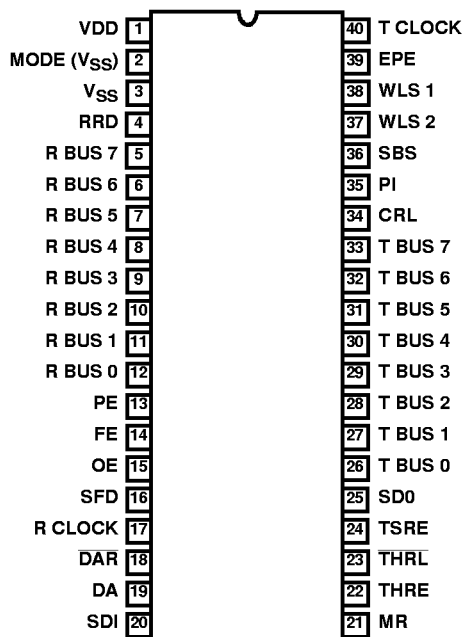 VDD 1 40 T CLOCK
MODE (VSS) 2 39 EPE
VSS 3 38 WLS 1
RRD 4 37 WLS 2
R BUS 7 5 36 SBS
R BUS 6 6 35 PI
R BUS 5 7 34 CRL
R BUS 4 8 33 T BUS 7
R BUS 3 9 32 T BUS 6
R BUS 2 10 31 T BUS 5
R BUS 1 11 30 T BUS 4
R BUS 0 12 29 T BUS 3
PE 13 28 T BUS 2
FE 14 27 T BUS 1
OE 15 26 T BUS 0
SFD 16 25 SD0
R CLOCK 17 24 TSRE
DAR 18 23 THRL
DA 19 22 THRE
SDI 20 21 MR